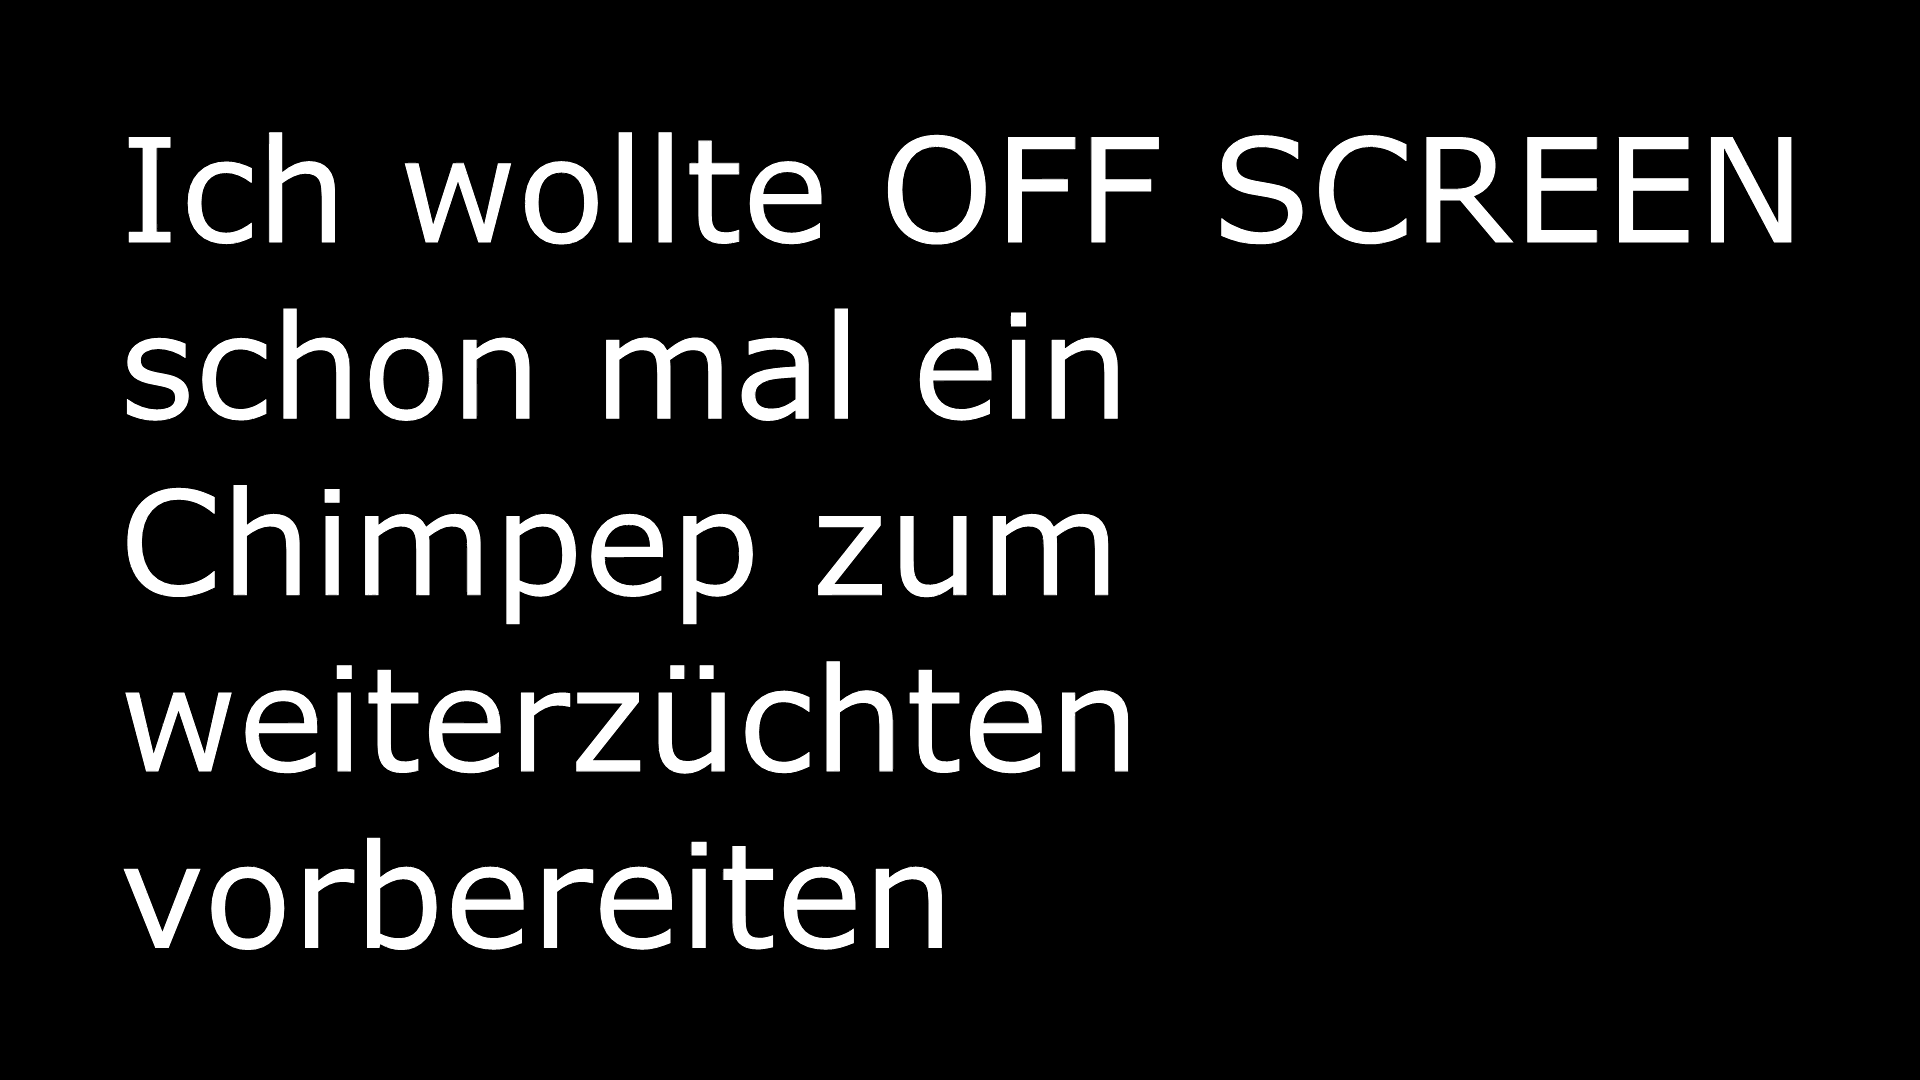 Ich wollte OFF SCREEN
schon mal ein
Chimpep zum
weiterzüchten
vorbereiten